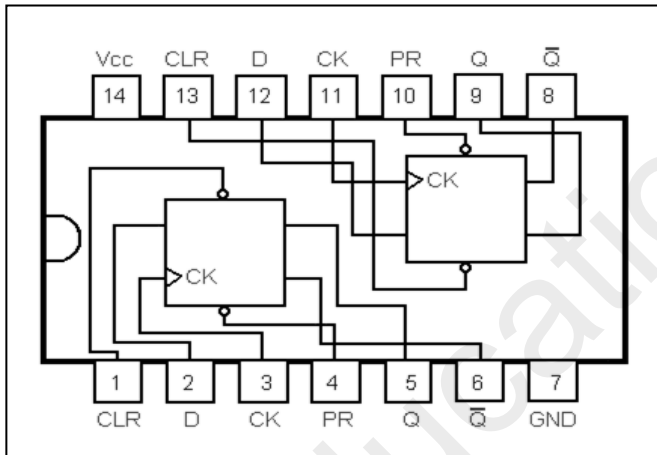 Vcc CLR D CK PR Q Q̅
14 13 12 11 10 9 8
CK
CK
1 2 3 4 5 6 7
CLR D CK PR Q Q̅ GND